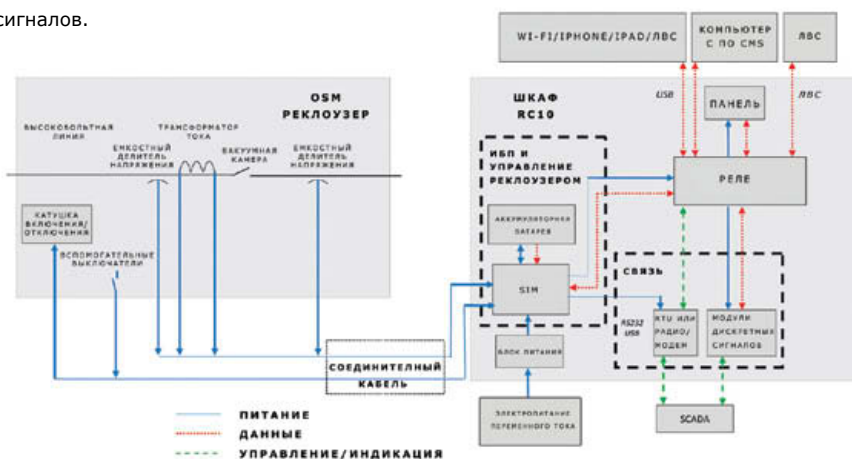 сигналов.
WI-FI/IPHONE/IPAD/ЛВС
КОМПЬЮТЕР
С ПО CMS
ЛВС
OSM
РЕКЛОУЗЕР
ВЫСОКОВОЛЬТНАЯ
ЛИНИЯ
ЕМКОСТНЫЙ
ДЕЛИТЕЛЬ
НАПРЯЖЕНИЯ
ТРАНСФОРМАТОР
ТОКА
ВАКУУМНАЯ
КАМЕРА
ЕМКОСТНЫЙ
ДЕЛИТЕЛЬ
НАПРЯЖЕНИЯ
КАТУШКА
ВКЛЮЧЕНИЯ/
ОТКЛЮЧЕНИЯ
ВСПОМОГАТЕЛЬНЫЕ
ВЫКЛЮЧАТЕЛИ
ШКАФ
RC10
USB
ЛВС
ПАНЕЛЬ
ИБП И
УПРАВЛЕНИЕ
РЕКЛОУЗЕРОМ
РЕЛЕ
АККУМУЛЯТОРНАЯ
БАТАРЕЯ
SIM
СВЯЗЬ
RS232
USB
RTU ИЛИ
РАДИО/
МОДЕМ
МОДУЛИ
ДИСКРЕТНЫХ
СИГНАЛОВ
БЛОК ПИТАНИЯ
СОЕДИНИТЕЛНЫЙ
КАБЕЛЬ
ЭЛЕКТРОПИТАНИЕ
ПЕРЕМЕННОГО ТОКА
SCADA
ПИТАНИЕ
ДАННЫЕ
УПРАВЛЕНИЕ/ИНДИКАЦИЯ